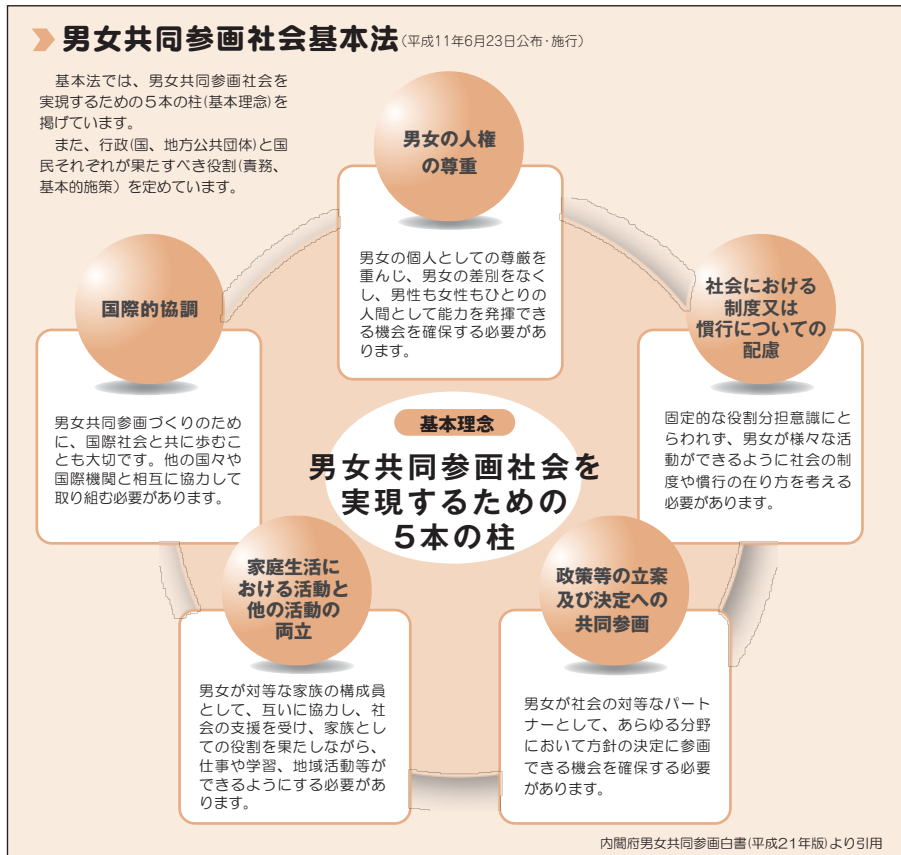 男女共同参画社会基本法(平成11年6月23日公布・施行)
基本法では、男女共同参画社会を
実現するための5本の柱(基本理念)を
掲げています。
また、行政(国、地方公共団体)と国
民それぞれが果たすべき役割(責務、
基本的施策)を定めています。
男女の人権
の尊重
男女の個人としての尊厳を
重んじ、男女の差別をなく
し、男性も女性もひとりの
人間として能力を発揮でき
る機会を確保する必要があ
ります。
社会における
制度又は
慣行についての
配慮
固定的な役割分担意識にと
らわれず、男女が様々な活
動ができるように社会の制
度や慣行の在り方を考える
必要があります。
国際的協調
男女共同参画づくりのため
に、国際社会と共に歩むこ
とも大切です。他の国々や
国際機関と相互に協力して
取り組む必要があります。
基本理念
男女共同参画社会を
実現するための
5本の柱
政策等の立案
及び決定への
共同参画
男女が社会の対等なパート
ナーとして、あらゆる分野
において方針の決定に参画
できる機会を確保する必要
があります。
家庭生活に
おける活動と
他の活動の
両立
男女が対等な家族の構成員
として、互いに協力し、社
会の支援を受け、家族とし
ての役割を果たしながら、
仕事や学習、地域活動等が
できるようにする必要があ
ります。
内閣府男女共同参画白書(平成21年版)より引用